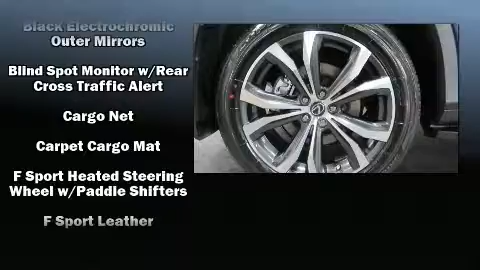 Black Electrochromic
Outer Mirrors
Blind Spot Monitor w/Rear
Cross Traffic Alert
Cargo Net
Carpet Cargo Mat
F Sport Heated Steering
Wheel w/Paddle Shifters
F Sport Leather